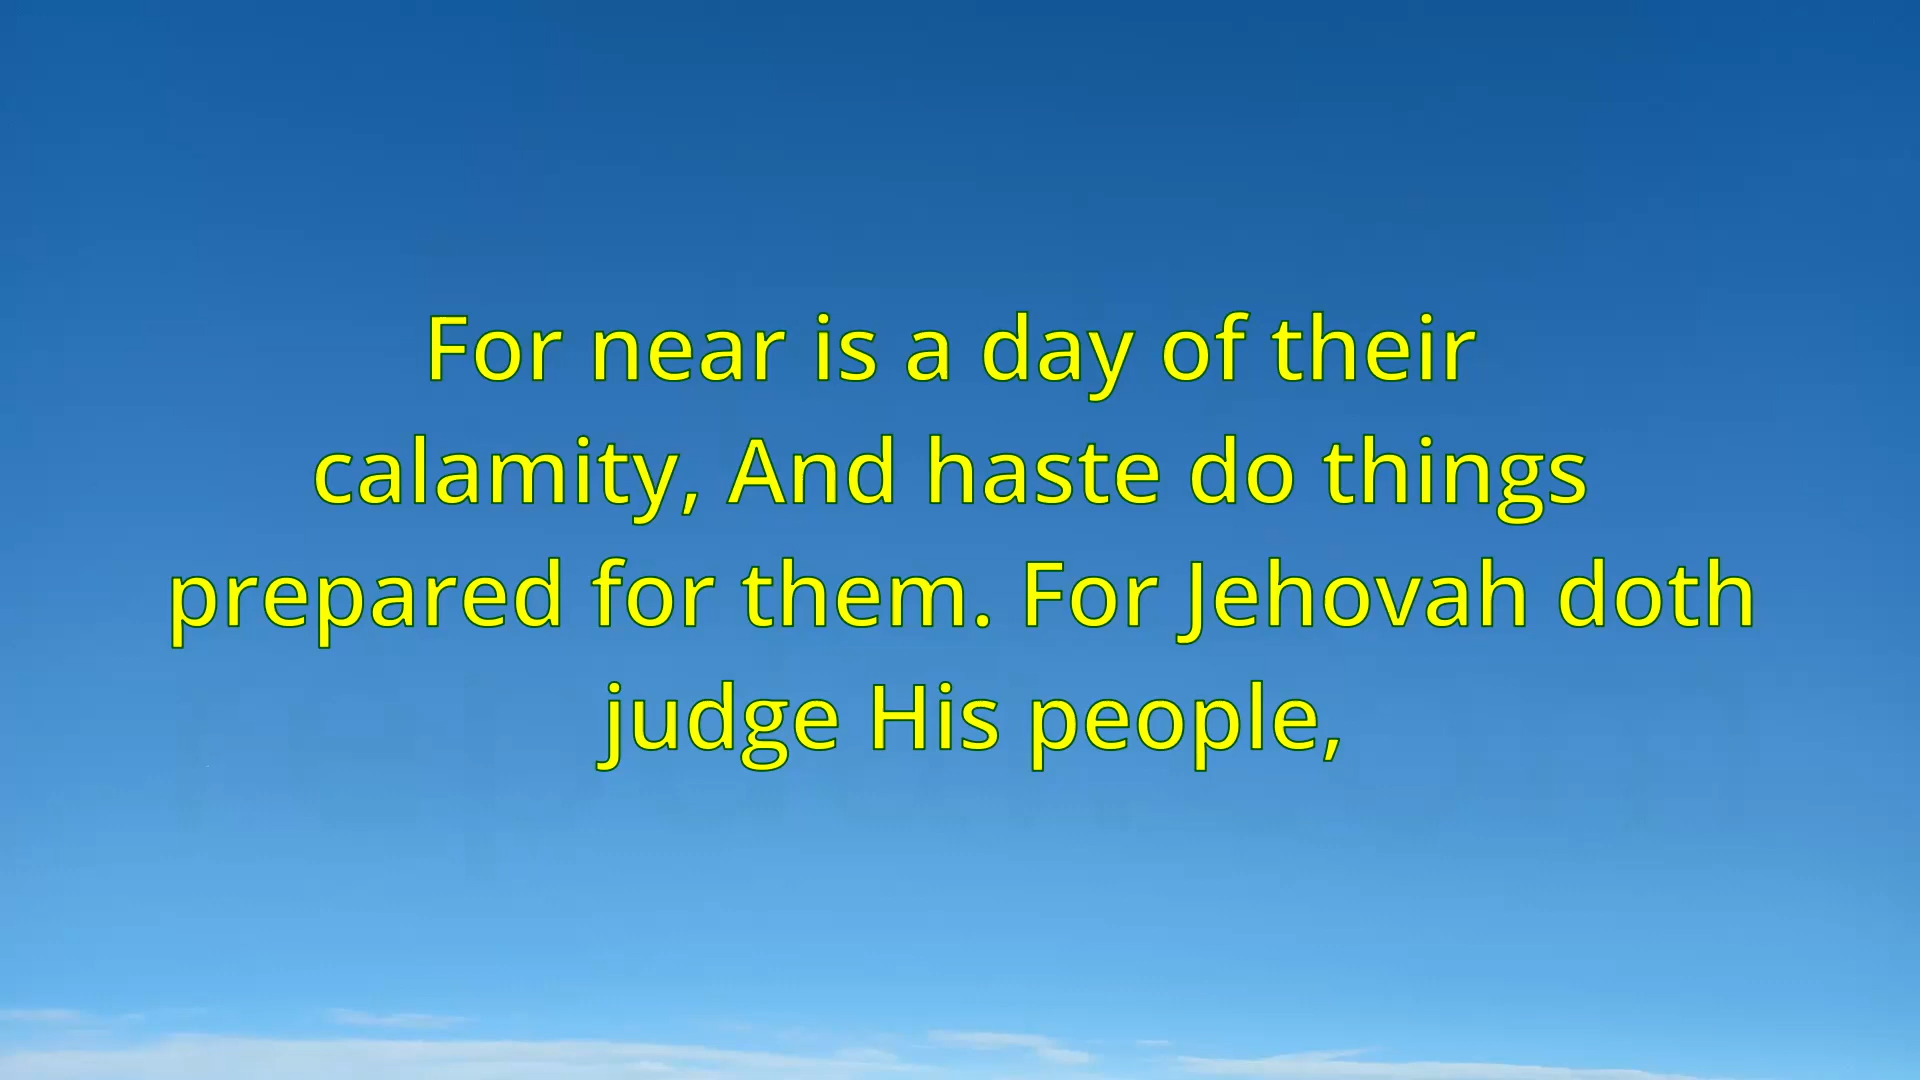 For near is a day of their
calamity, And haste do things
prepared for them. For Jehovah doth
judge His people,